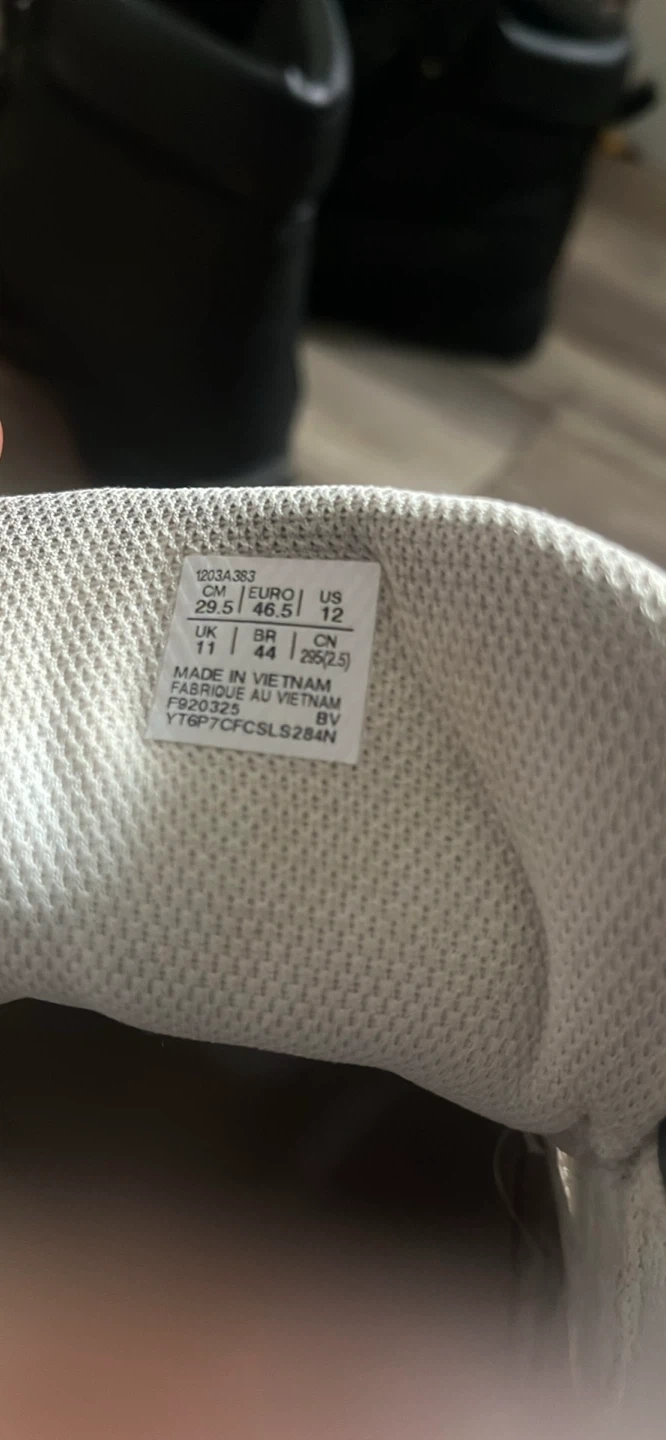 1203A383
CM | EURO | US
29.5 | 46.5 | 12
UK | BR | CN
11 | 44 | 295(2.5)
MADE IN VIETNAM
FABRIQUE AU VIETNAM
F920325 BV
YT6P7CFCSLS284N